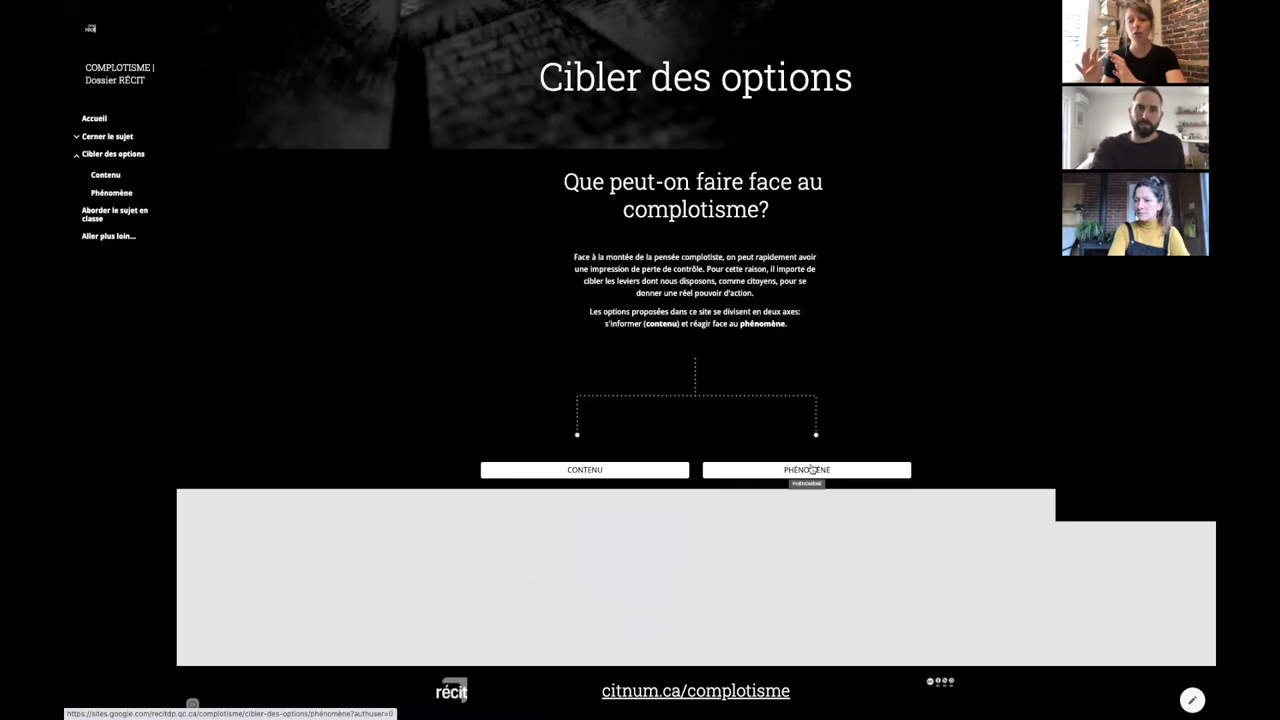 récit
COMPLOTISME |
Dossier RÉCIT
Accueil
Cerner le sujet
Cibler des options
Contenu
Phénomène
Aborder le sujet en
classe
Aller plus loin...
Cibler des options
Que peut-on faire face au
complotisme?
Face à la montée de la pensée complotiste, on peut rapidement avoir
une impression de perte de contrôle. Pour cette raison, il importe de
cibler les leviers dont nous disposons, comme citoyens, pour se
donner une réel pouvoir d'action.
Les options proposées dans ce site se divisent en deux axes:
s'informer (contenu) et réagir face au phénomène.
CONTENU
PHÉNOMÈNE
PHÉNOMÈNE
récit
citnum.ca/complotisme
https://sites.google.com/recitdp.qc.ca/complotisme/cibler-des-options/phénomène?authuser=0